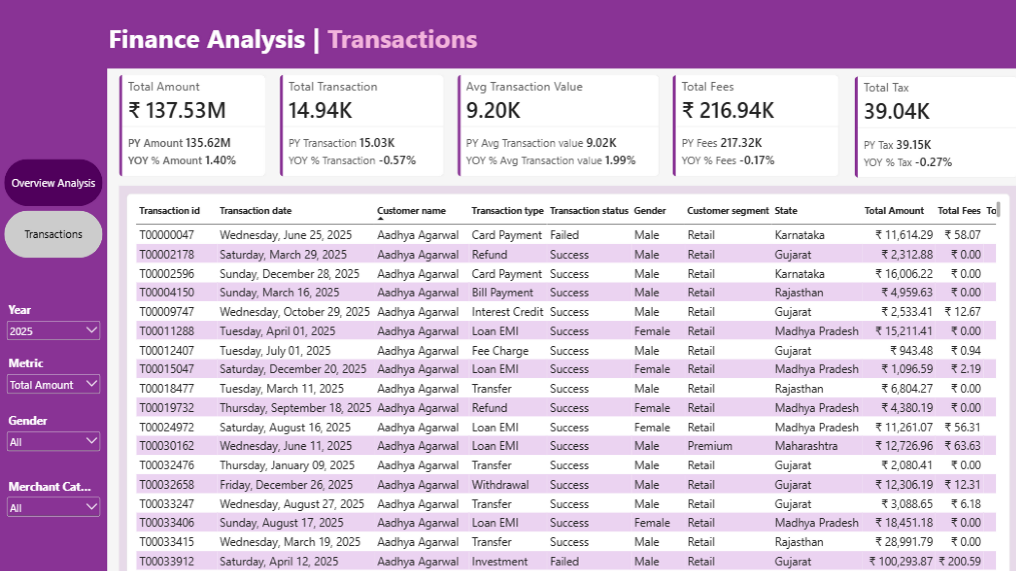 Finance Analysis | Transactions
Total Amount
₹ 137.53M
PY Amount 135.62M
YOY % Amount 1.40%
Total Transaction
14.94K
PY Transaction 15.03K
YOY % Transaction -0.57%
Avg Transaction Value
9.20K
PY Avg Transaction value 9.02K
YOY % Avg Transaction value 1.99%
Total Fees
₹ 216.94K
PY Fees 217.32K
YOY % Fees -0.17%
Total Tax
39.04K
PY Tax 39.15K
YOY % Tax -0.27%
Overview Analysis
Transactions
Year
2025
Metric
Total Amount
Gender
All
Merchant Cat...
All
Transaction id Transaction date Customer name Transaction type Transaction status Gender Customer segment State Total Amount Total Fees To
T00000047 Wednesday, June 25, 2025 Aadhya Agarwal Card Payment Failed Male Retail Karnataka ₹ 11,614.29 ₹ 58.07
T00002178 Saturday, March 29, 2025 Aadhya Agarwal Refund Success Male Retail Gujarat ₹ 2,312.88 ₹ 0.00
T00002596 Sunday, December 28, 2025 Aadhya Agarwal Card Payment Success Male Retail Karnataka ₹ 16,006.22 ₹ 0.00
T00004150 Sunday, March 16, 2025 Aadhya Agarwal Bill Payment Success Male Retail Rajasthan ₹ 4,959.63 ₹ 0.00
T00009747 Wednesday, October 29, 2025 Aadhya Agarwal Interest Credit Success Male Retail Gujarat ₹ 2,533.41 ₹ 12.67
T00011288 Tuesday, April 01, 2025 Aadhya Agarwal Loan EMI Success Female Retail Madhya Pradesh ₹ 15,211.41 ₹ 0.00
T00012407 Tuesday, July 01, 2025 Aadhya Agarwal Fee Charge Success Male Retail Gujarat ₹ 943.48 ₹ 0.94
T00015047 Saturday, December 20, 2025 Aadhya Agarwal Loan EMI Success Female Retail Madhya Pradesh ₹ 1,096.59 ₹ 2.19
T00018477 Tuesday, March 11, 2025 Aadhya Agarwal Transfer Success Male Retail Rajasthan ₹ 6,804.27 ₹ 0.00
T00019732 Thursday, September 18, 2025 Aadhya Agarwal Refund Success Female Retail Madhya Pradesh ₹ 4,380.19 ₹ 0.00
T00024972 Saturday, August 16, 2025 Aadhya Agarwal Loan EMI Success Female Retail Madhya Pradesh ₹ 11,261.07 ₹ 56.31
T00030162 Wednesday, June 11, 2025 Aadhya Agarwal Loan EMI Success Male Premium Maharashtra ₹ 12,726.96 ₹ 63.63
T00032476 Thursday, January 09, 2025 Aadhya Agarwal Transfer Success Male Retail Gujarat ₹ 2,080.41 ₹ 0.00
T00032658 Friday, December 26, 2025 Aadhya Agarwal Withdrawal Success Male Retail Gujarat ₹ 12,306.19 ₹ 12.31
T00033247 Wednesday, August 27, 2025 Aadhya Agarwal Transfer Success Male Retail Gujarat ₹ 3,088.65 ₹ 6.18
T00033406 Sunday, August 17, 2025 Aadhya Agarwal Loan EMI Success Female Retail Madhya Pradesh ₹ 18,451.18 ₹ 0.00
T00033415 Wednesday, March 19, 2025 Aadhya Agarwal Transfer Success Male Retail Rajasthan ₹ 28,991.79 ₹ 0.00
T00033912 Saturday, April 12, 2025 Aadhya Agarwal Investment Failed Male Retail Gujarat ₹ 100,293.87 ₹ 200.59